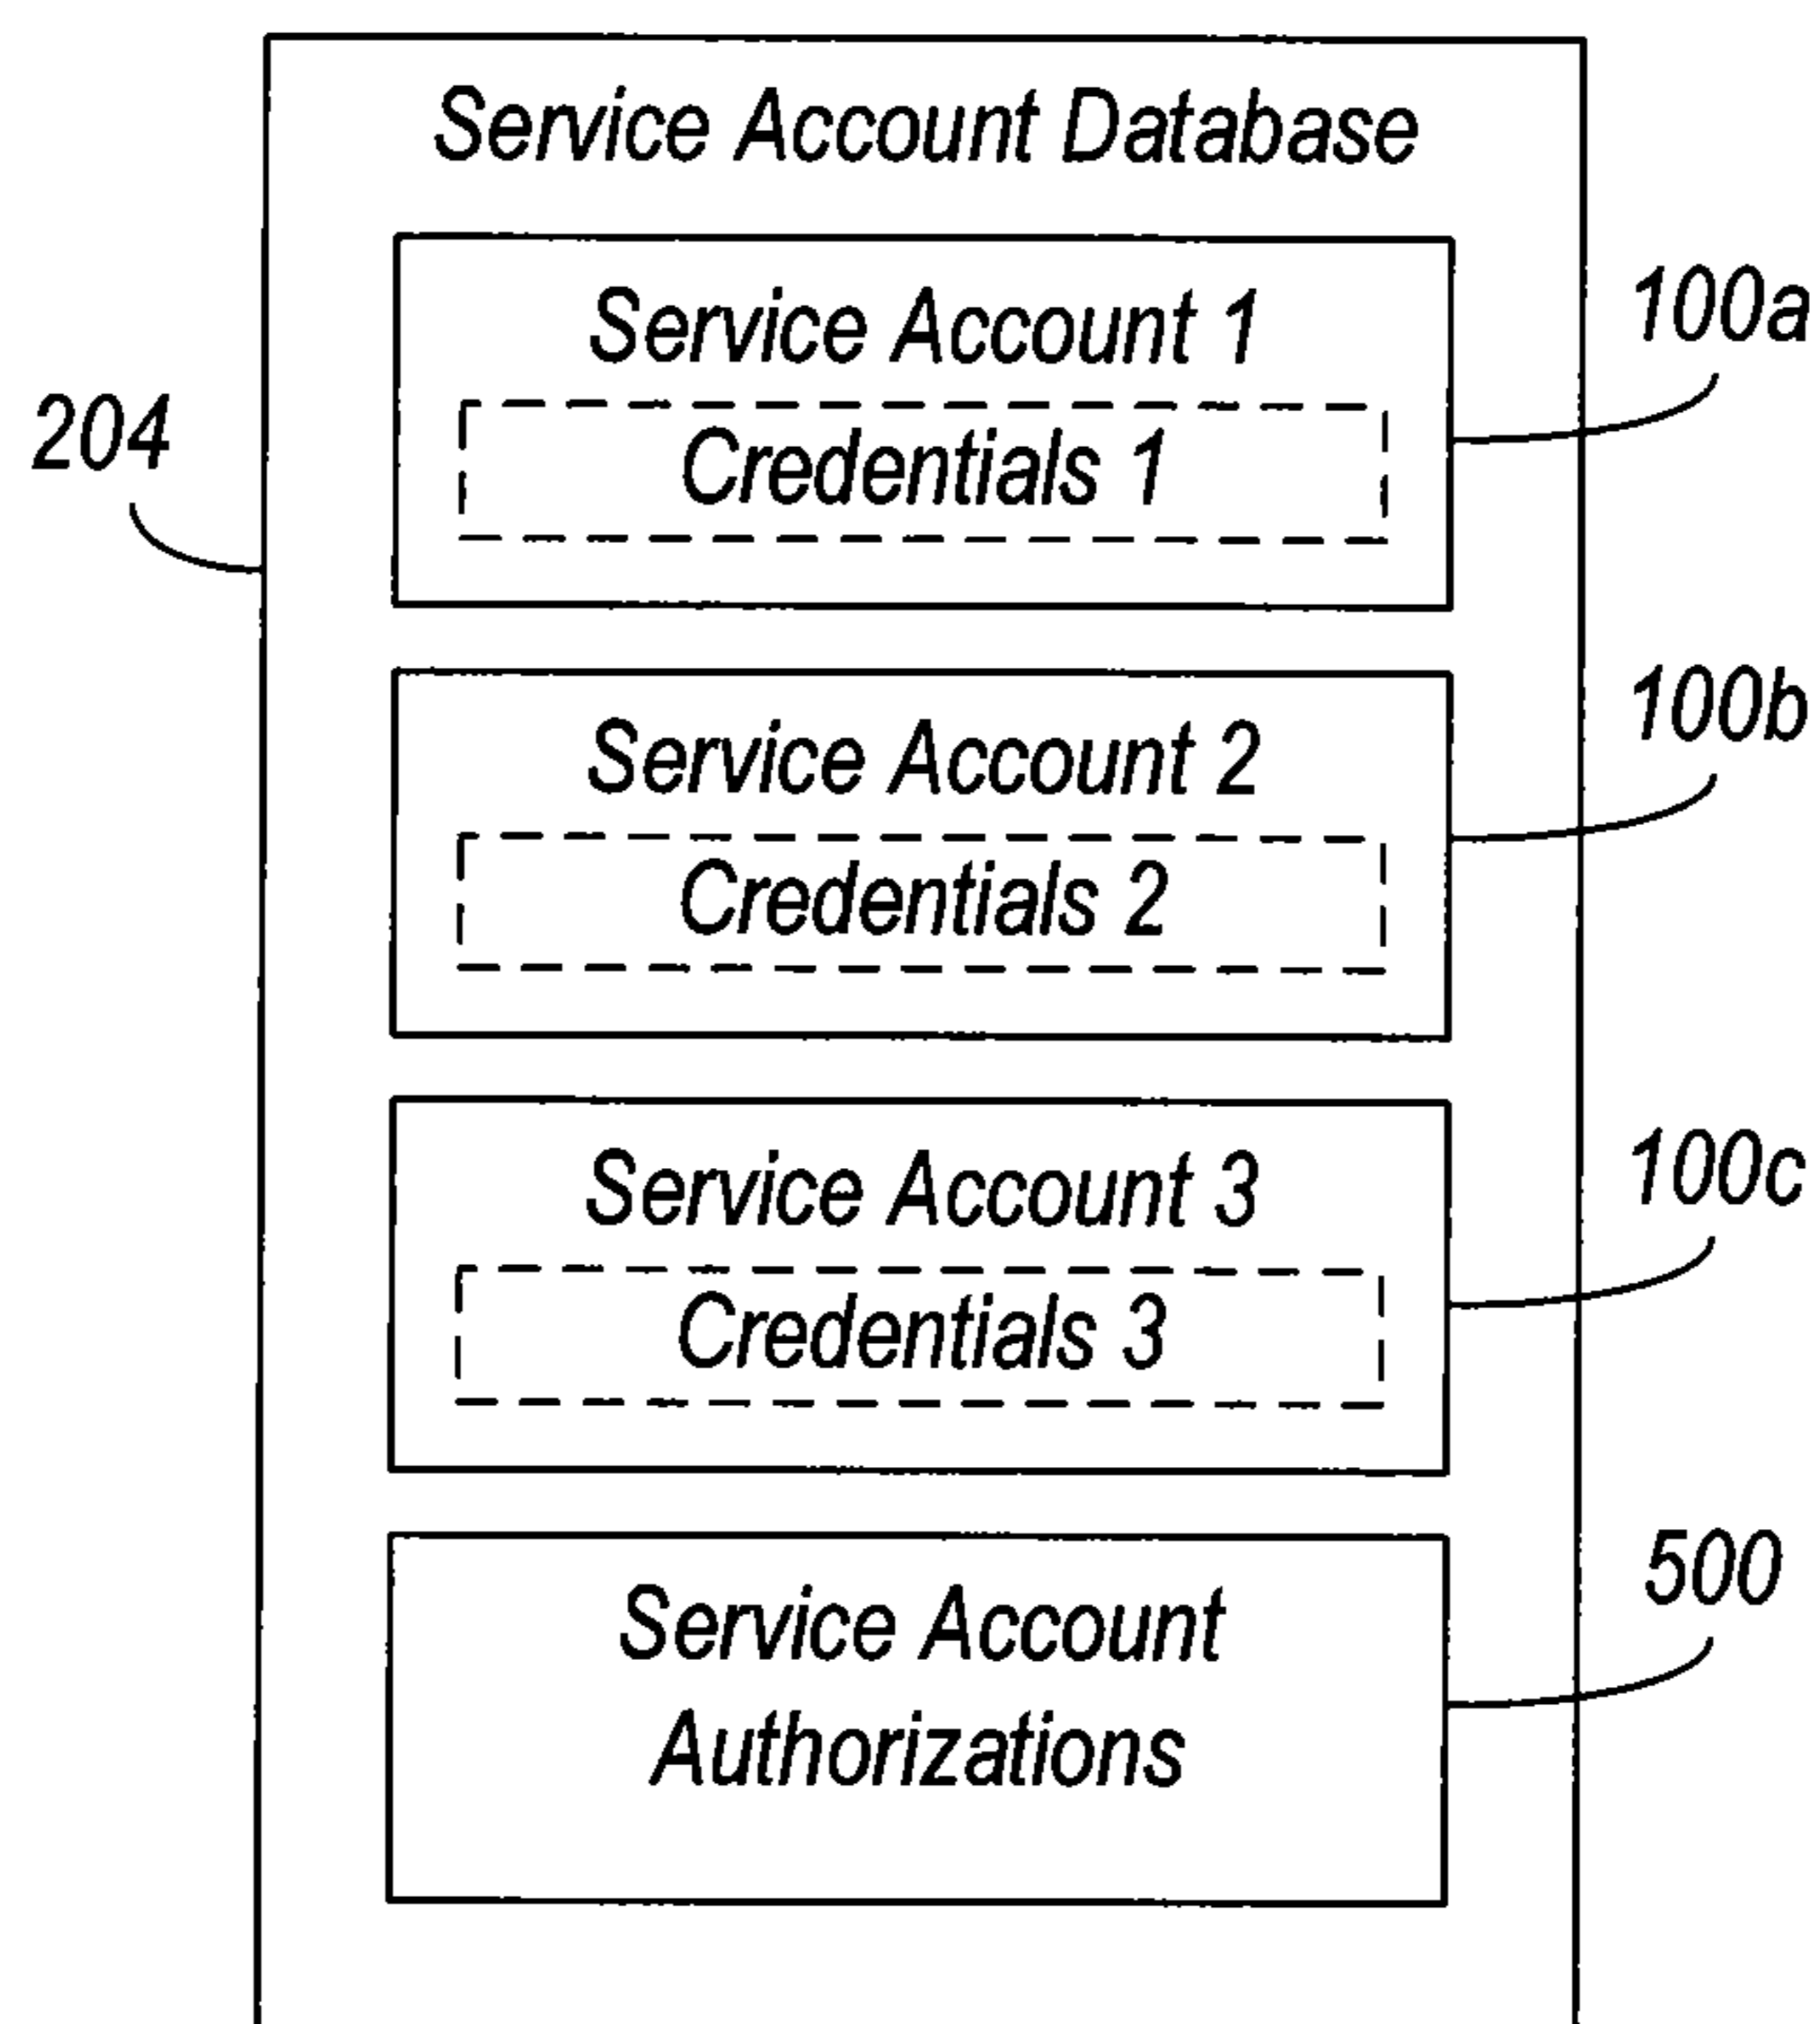 Service Account Database
Service Account 1
100a
204
Credentials 1
100b
Service Account 2
Credentials 2
100c
Service Account 3
Credentials 3
500
Service Account
Authorizations